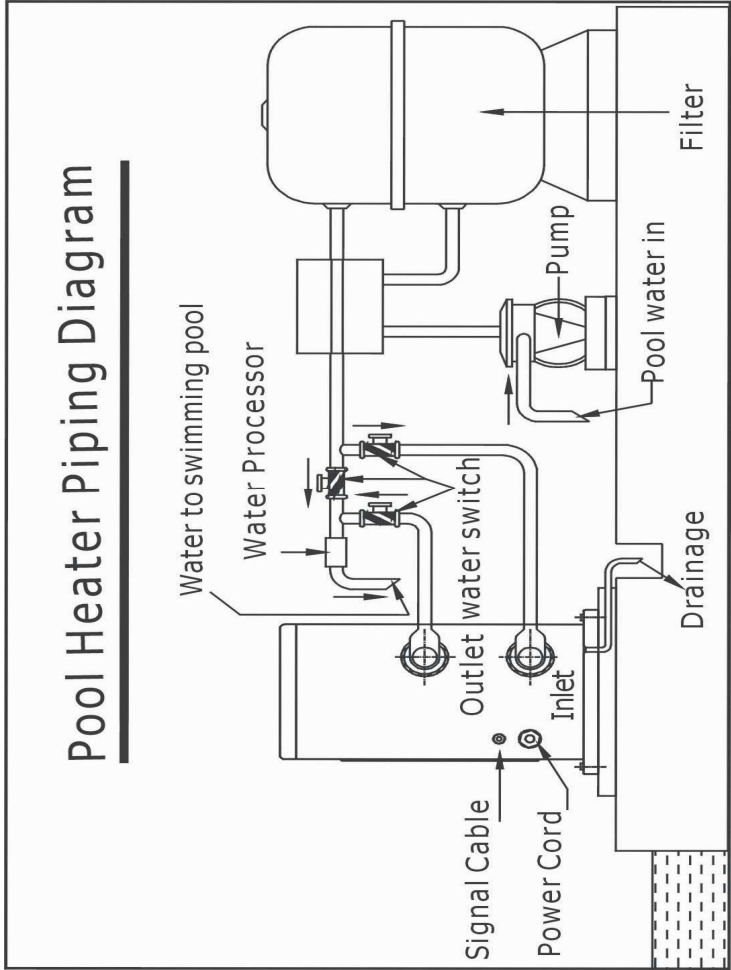 Pool Heater Piping Diagram
Water to swimming pool
Water Processor
Outlet water switch
Inlet
Signal Cable
Power Cord
Drainage
Pool water in
Pump
Filter